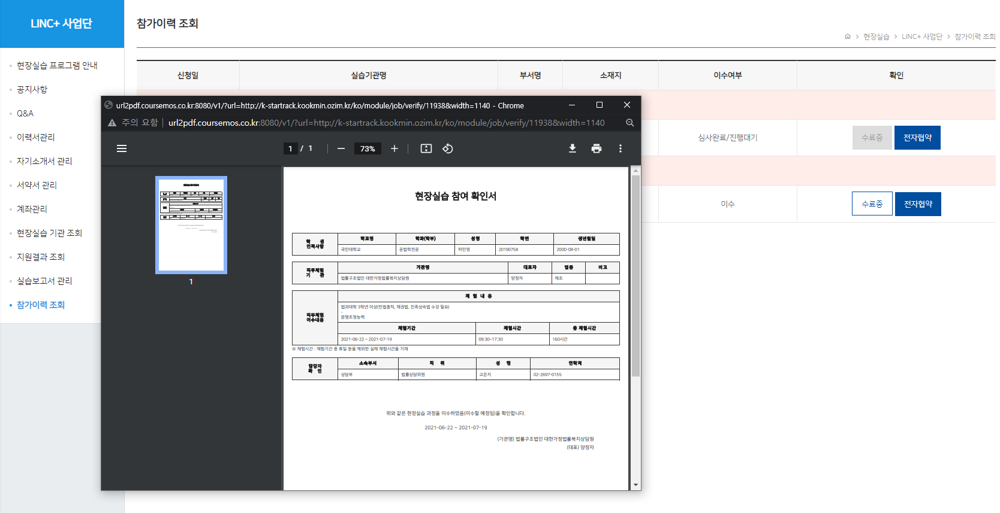 LINC+ 사업단
현장실습 프로그램 안내
공지사항
Q&A
이력서관리
자기소개서 관리
서약서 관리
계좌관리
현장실습 기관 조회
지원결과 조회
실습보고서 관리
참가이력 조회
참가이력 조회
현장실습 > LINC+ 사업단 > 참가이력 조회
신청일 실습기관명 부서명 소재지 이수여부 확인
심사완료/진행대기 수료증 전자협약
이수 수료증 전자협약
url2pdf.coursemos.co.kr:8080/v1/?url=http://k-startrack.kookmin.ozim.kr/ko/module/job/verify/11938&width=1140 - Chrome
주의 요함 | url2pdf.coursemos.co.kr:8080/v1/?url=http://k-startrack.kookmin.ozim.kr/ko/module/job/verify/11938&width=1140
1 / 1 73%
1
현장실습 참여 확인서
학 생
인적사항
학교명 학과(학부) 성명 학번 생년월일
국민대학교 공법학전공 허민영 20190758 2000-08-01
직무체험
기 관
기관명 대표자 업종 비고
법률구조법인 대한가정법률복지상담원 양정자 제조
직무체험
이수내용
체 험 내 용
법과대학 3학년 이상(민법총칙, 채권법, 친족상속법 수강 필요)
-
분쟁조정능력
체험기간 체험시간 총 체험시간
2021-06-22 ~ 2021-07-19 09:30~17:30 160시간
※ 체험시간 : 체험기간 중 휴일 등을 제외한 실제 체험시간을 기재
담당자
확 인
소속부서 직 위 성 명 연락처
상담부 법률상담위원 고은지 02-2697-0155
위와 같은 현장실습 과정을 이수하였음(이수할 예정임)을 확인합니다.
2021-06-22 ~ 2021-07-19
(기관명) 법률구조법인 대한가정법률복지상담원
(대표) 양정자